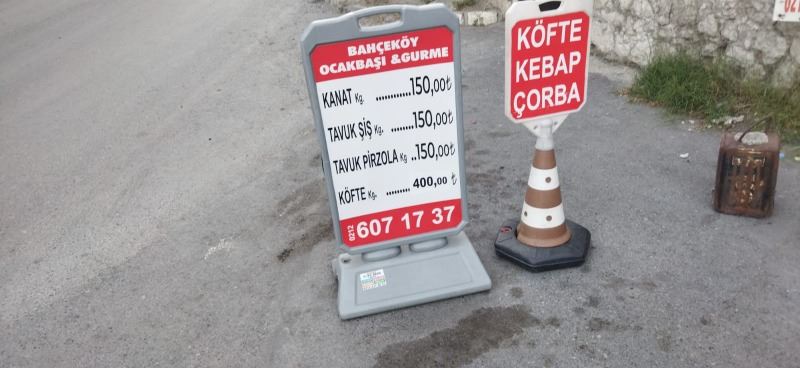 BAHÇEKÖY
OCAKBAŞI &GURME
KANAT Kg. ...........150,00₺
TAVUK ŞİŞ Kg. ........150,00₺
TAVUK PİRZOLA Kg ..150,00₺
KÖFTE Kg. ......... 400,00 ₺
0212 607 17 37
KÖFTE
KEBAP
ÇORBA